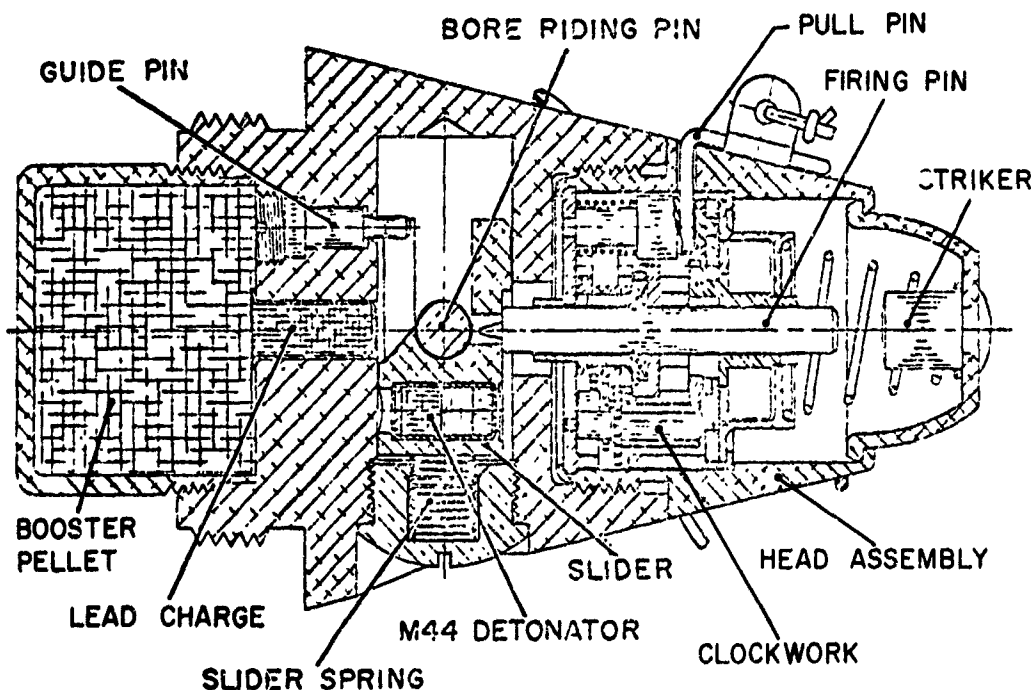 BORE RIDING PIN
PULL PIN
GUIDE PIN
FIRING PIN
STRIKER
BOOSTER
PELLET
SLIDER
HEAD ASSEMBLY
LEAD CHARGE
M44 DETONATOR
CLOCKWORK
SLIDER SPRING